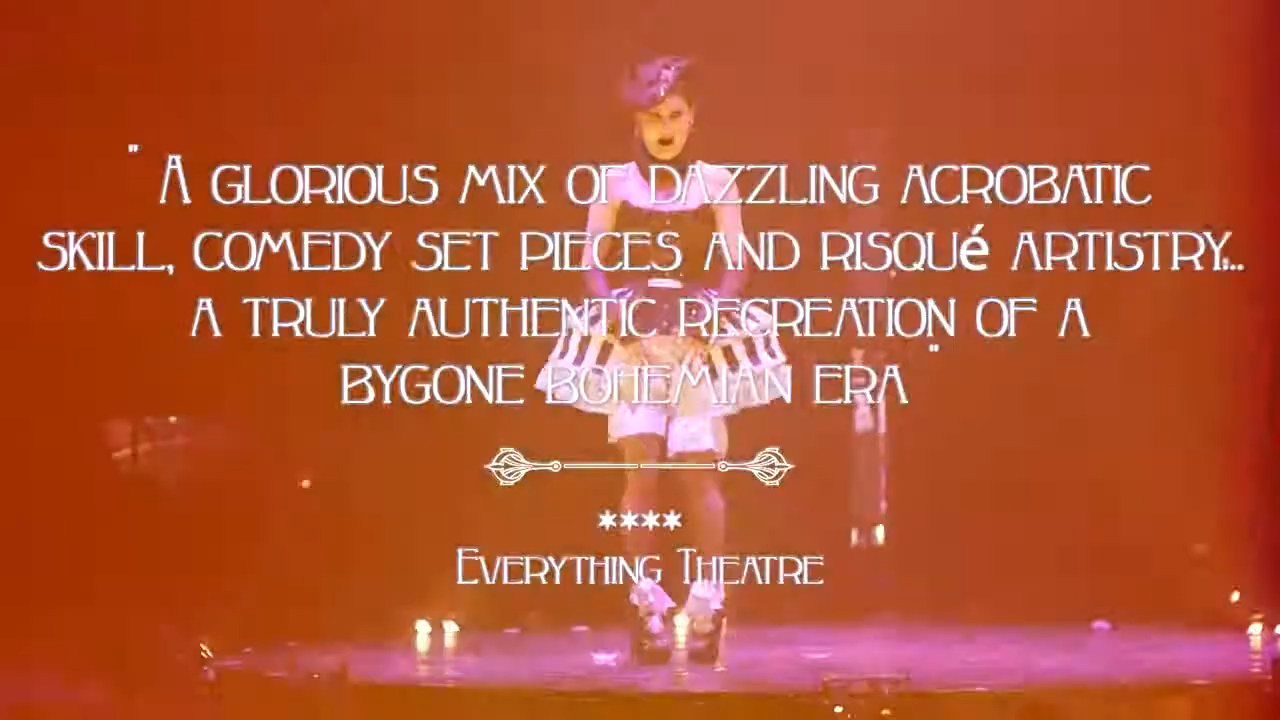 " A GLORIOUS MIX OF DAZZLING ACROBATIC
SKILL, COMEDY SET PIECES AND RISQUé ARTISTRY...
A TRULY AUTHENTIC RECREATION OF A
BYGONE BOHEMIAN ERA "
****
EVERYTHING THEATRE